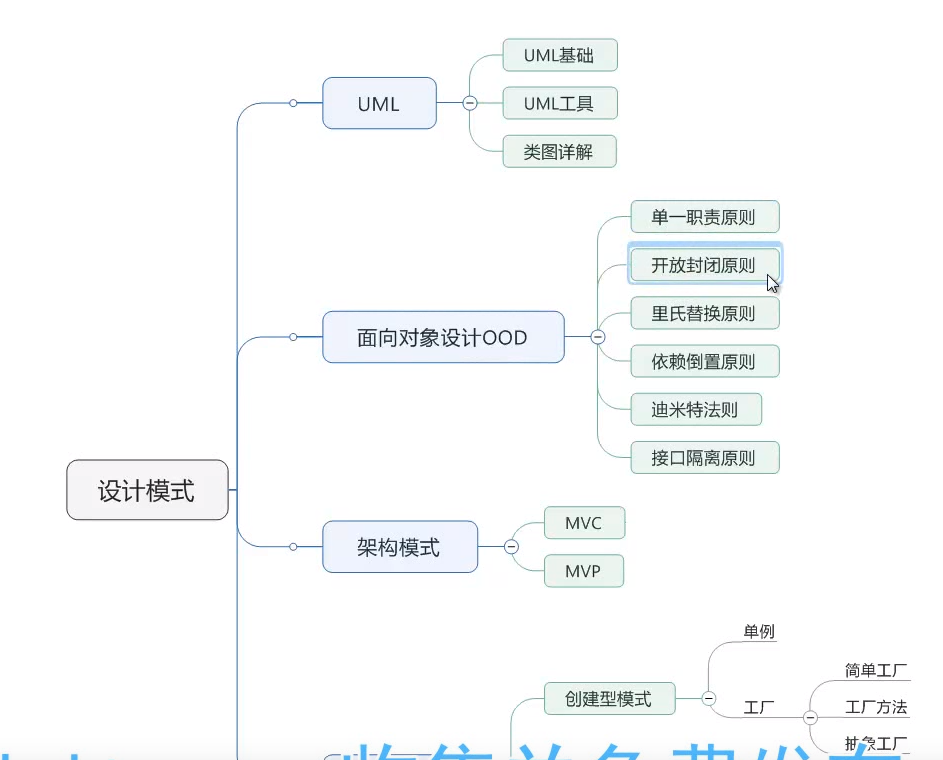 UML基础
UML
UML工具
类图详解
单一职责原则
开放封闭原则
里氏替换原则
面向对象设计OOD
依赖倒置原则
迪米特法则
接口隔离原则
设计模式
MVC
架构模式
MVP
单例
简单工厂
创建型模式
工厂
工厂方法
抽象工厂